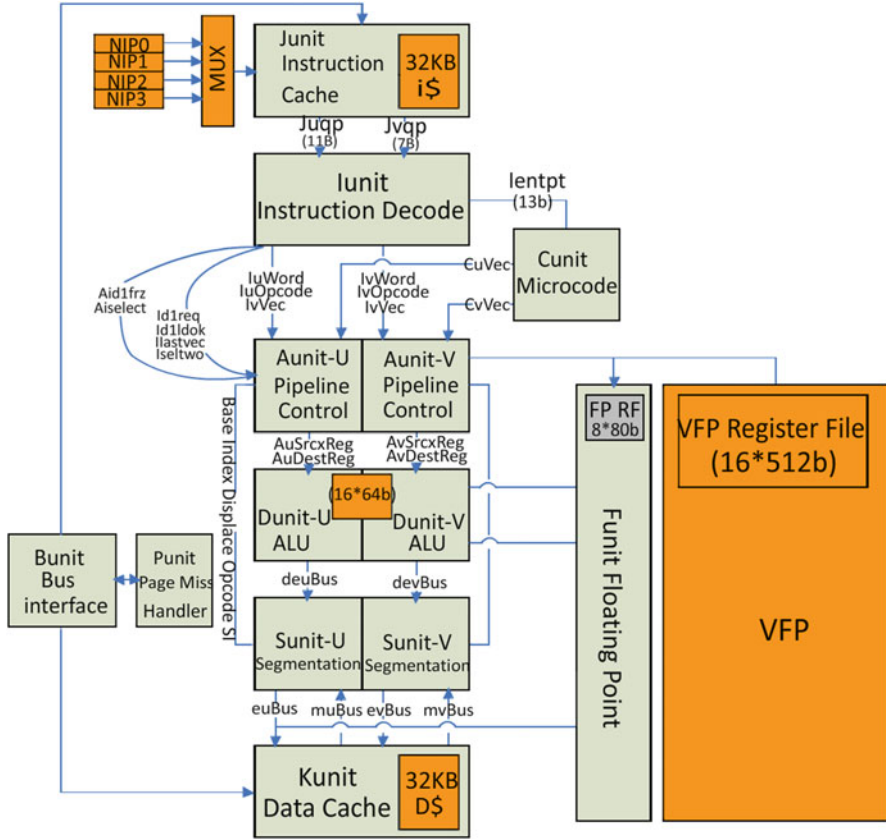 NIP0
NIP1
NIP2
NIP3
MUX
Junit
Instruction
Cache
32KB
i$
Juqp
(11B)
Jvqp
(7B)
Iunit
Instruction Decode
Ientpt
(13b)
Cunit
Microcode
CuVec
CvVec
Aid1frz
Aiselect
Id1req
Id1ldok
Ilastvec
Iseltwo
IuWord
IuOpcode
IvVec
IvWord
IvOpcode
IvVec
Aunit-U
Pipeline
Control
Aunit-V
Pipeline
Control
Base Index Displace Opcode SI
AuSrcxReg
AuDestReg
AvSrcxReg
AvDestReg
(16*64b)
Dunit-U
ALU
Dunit-V
ALU
deuBus
devBus
Sunit-U
Segmentation
Sunit-V
Segmentation
euBus
muBus
evBus
mvBus
Kunit
Data Cache
32KB
D$
Bunit
Bus
interface
Punit
Page Miss
Handler
FP RF
8*80b
Funit Floating Point
VFP Register File
(16*512b)
VFP